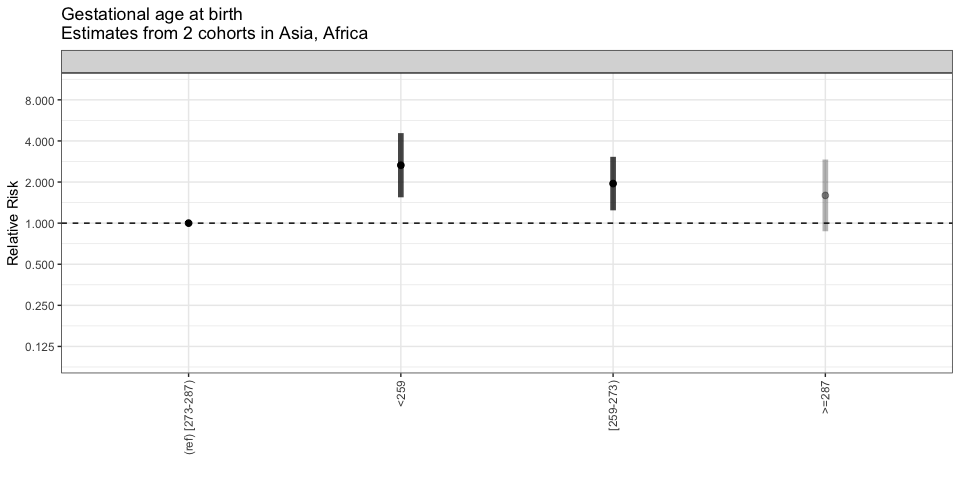 Gestational age at birth
Estimates from 2 cohorts in Asia, Africa
Relative Risk
8.000
4.000
2.000
1.000
0.500
0.250
0.125
(ref) [273-287)
<259
[259-273)
>=287